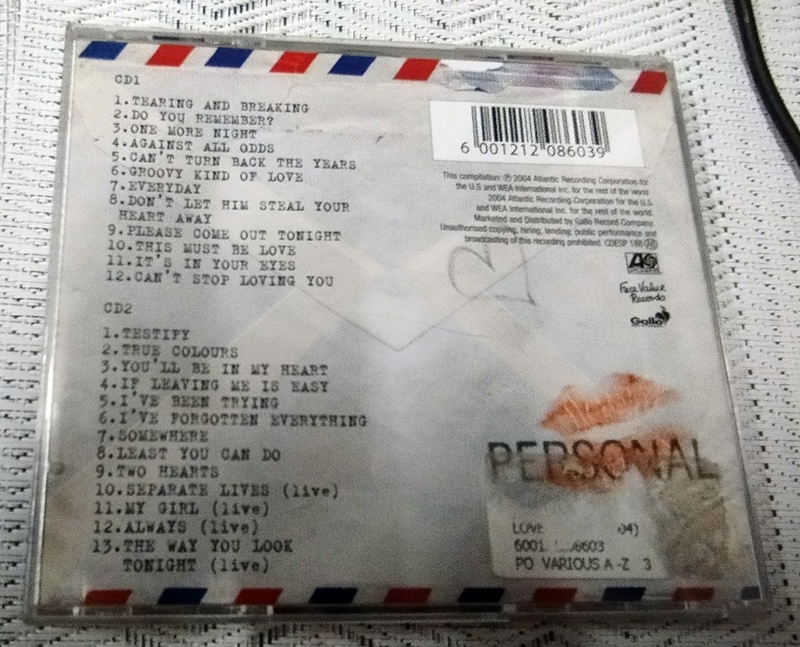 CD1
1.TEARING AND BREAKING
2.DO YOU REMEMBER?
3.ONE MORE NIGHT
4.AGAINST ALL ODDS
5.CAN'T TURN BACK THE YEARS
6.GROOVY KIND OF LOVE
7.EVERYDAY
8.DON'T LET HIM STEAL YOUR
HEART AWAY
9.PLEASE COME OUT TONIGHT
10.THIS MUST BE LOVE
11.IT'S IN YOUR EYES
12.CAN'T STOP LOVING YOU
CD2
1.TESTIFY
2.TRUE COLOURS
3.YOU'LL BE IN MY HEART
4.IF LEAVING ME IS EASY
5.I'VE BEEN TRYING
6.I'VE FORGOTTEN EVERYTHING
7.SOMEWHERE
8.LEAST YOU CAN DO
9.TWO HEARTS
10.SEPARATE LIVES (live)
11.MY GIRL (live)
12.ALWAYS (live)
13.THE WAY YOU LOOK
TONIGHT (live)
6 001212 086039
This compilation: ℗ 2004 Atlantic Recording Corporation for
the U.S and WEA International Inc. for the rest of the world.
2004 Atlantic Recording Corporation for the U.S
and WEA International Inc. for the rest of the world.
Marketed and Distributed by Gallo Record Company.
Unauthorised copying, hiring, lending, public performance and
broadcasting of this recording prohibited. CDESP 188
ATLANTIC
Face Value
Records
Gallo
PERSONAL
LOVE 04)
6001 8603
PO VARIOUS A-Z 3